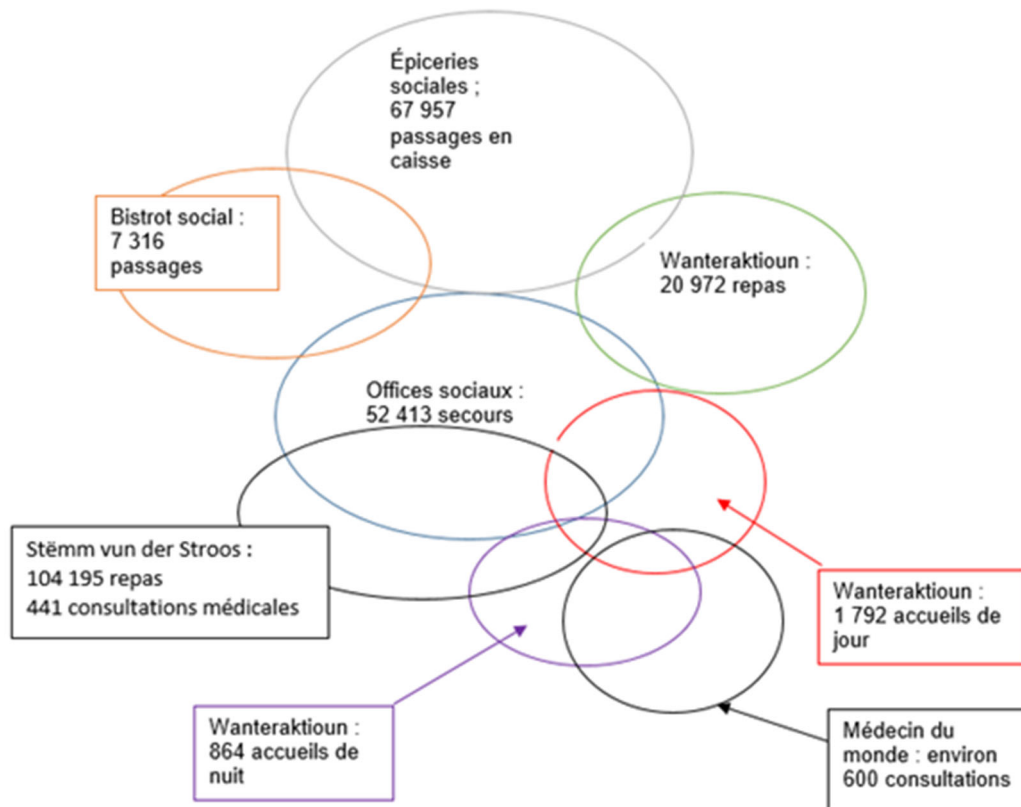 Épiceries
sociales ;
67 957
passages en
caisse
Bistrot social :
7 316
passages
Wanteraktioun :
20 972 repas
Offices sociaux :
52 413 secours
Stëmm vun der Stroos :
104 195 repas
441 consultations médicales
Wanteraktioun :
1 792 accueils de
jour
Wanteraktioun :
864 accueils de
nuit
Médecin du
monde : environ
600 consultations